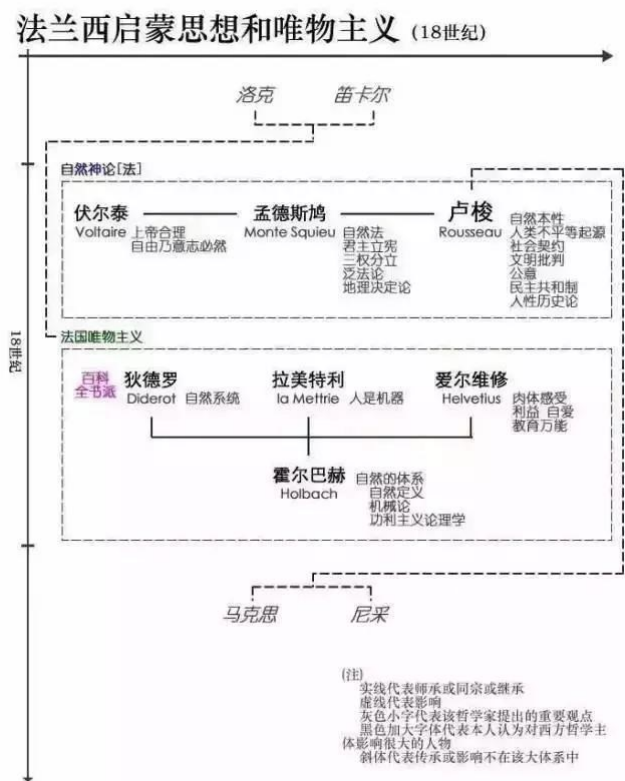 法兰西启蒙思想和唯物主义 (18世纪)
洛克 笛卡尔
自然神论[法]
伏尔泰 孟德斯鸠 卢梭
Voltaire 上帝合理
自由乃意志必然
Monte Squieu 自然法
君主立宪
三权分立
泛法论
地理决定论
Rousseau 自然本性
人类不平等起源
社会契约
文明批判
公意
民主共和制
人性历史论
18世纪
法国唯物主义
百科
全书派
狄德罗 拉美特利 爱尔维修
Diderot 自然系统
la Mettrie 人是机器
Helvetius 肉体感受
利益 自爱
教育万能
霍尔巴赫 自然的体系
Holbach 自然定义
机械论
功利主义论理学
马克思 尼采
(注)
实线代表师承或同宗或继承
虚线代表影响
灰色小字代表该哲学家提出的重要观点
黑色加大字体代表本人认为对西方哲学主
体影响很大的人物
斜体代表传承或影响不在该大体系中